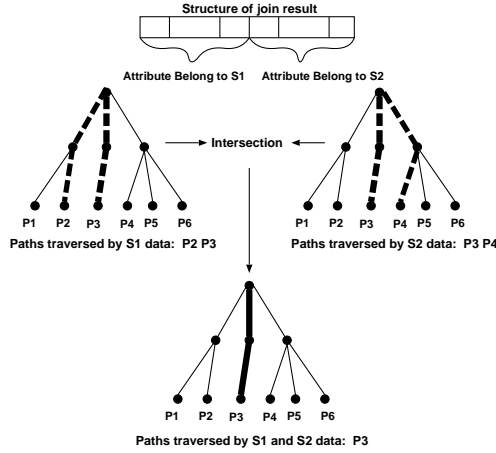 Structure of join result
Attribute Belong to S1 Attribute Belong to S2
Intersection
P1 P2 P3 P4 P5 P6 P1 P2 P3 P4 P5 P6
Paths traversed by S1 data: P2 P3 Paths traversed by S2 data: P3 P4
P1 P2 P3 P4 P5 P6
Paths traversed by S1 and S2 data: P3